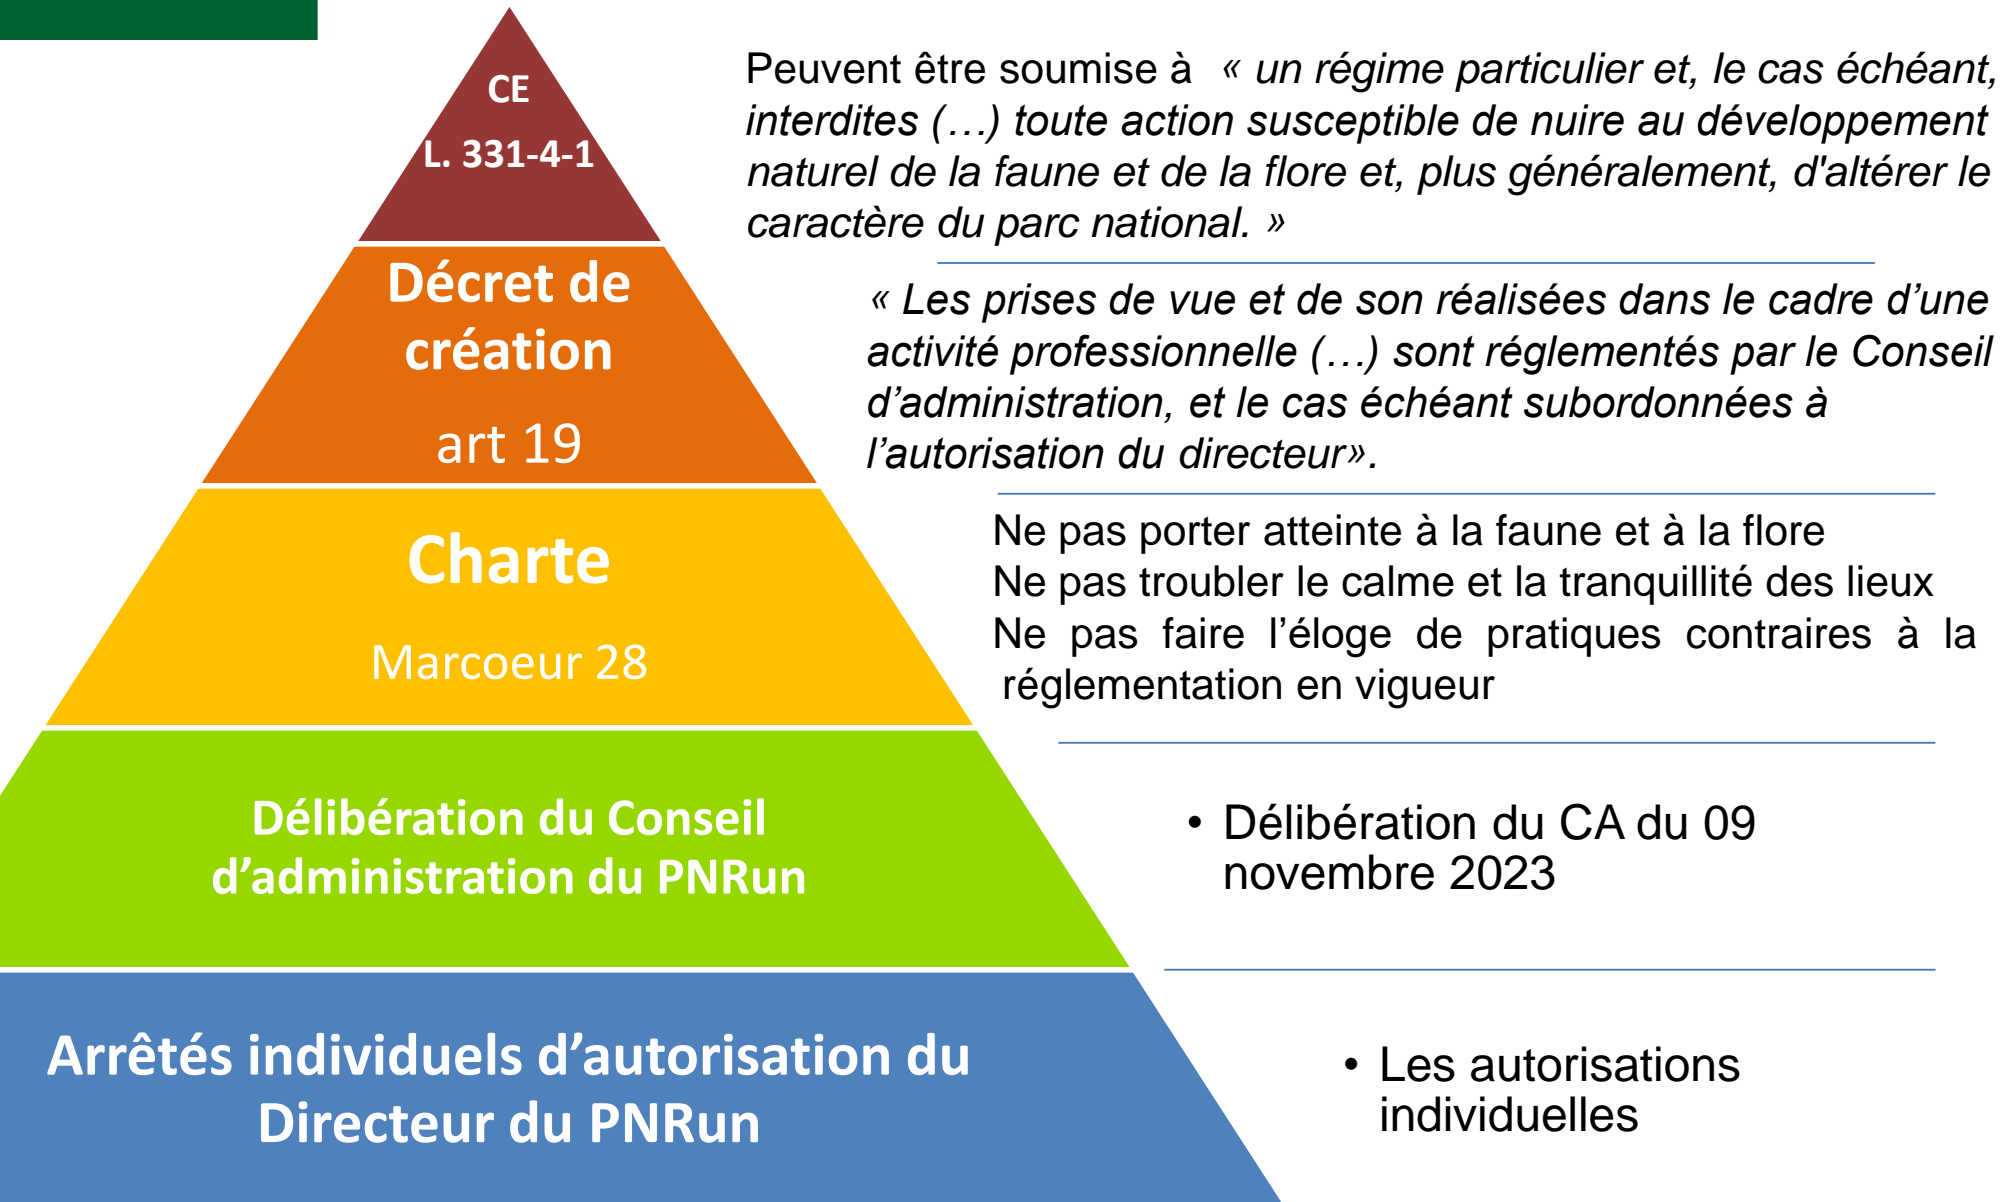 CE
L. 331-4-1
Peuvent être soumise à « un régime particulier et, le cas échéant,
interdites (…) toute action susceptible de nuire au développement
naturel de la faune et de la flore et, plus généralement, d'altérer le
caractère du parc national. »
Décret de
création
art 19
« Les prises de vue et de son réalisées dans le cadre d’une
activité professionnelle (…) sont réglementés par le Conseil
d’administration, et le cas échéant subordonnées à
l’autorisation du directeur».
Charte
Marcoeur 28
Ne pas porter atteinte à la faune et à la flore
Ne pas troubler le calme et la tranquillité des lieux
Ne pas faire l’éloge de pratiques contraires à la
réglementation en vigueur
Délibération du Conseil
d’administration du PNRun
• Délibération du CA du 09
novembre 2023
Arrêtés individuels d’autorisation du
Directeur du PNRun
• Les autorisations
individuelles